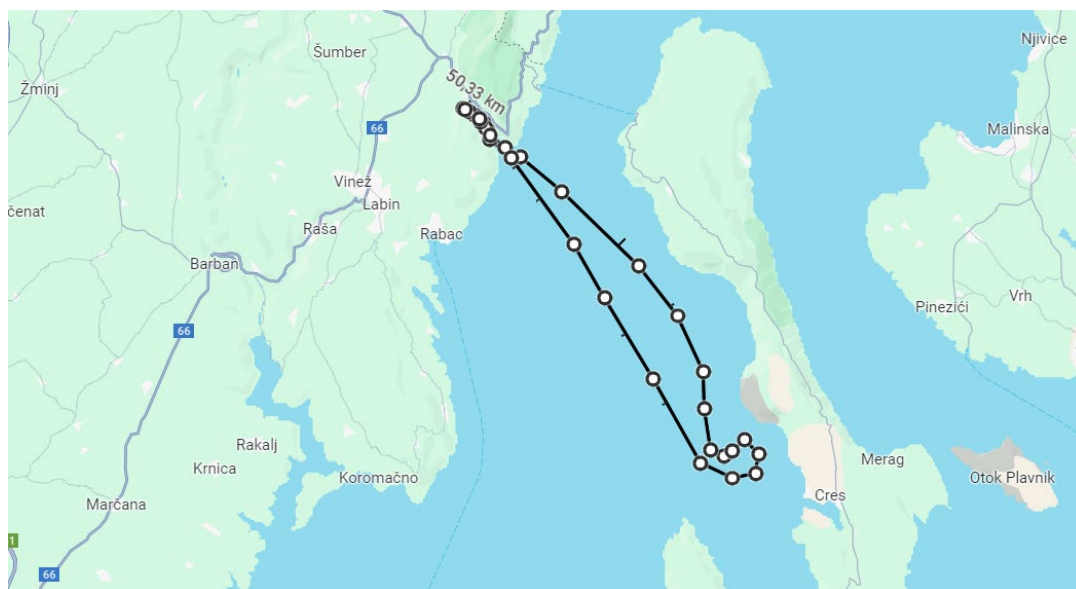 Njivice
Šumber
Žminj
50,33 km
66
Malinska
Vinež
Labin
čenat
Raša
Rabac
Barban
Vrh
Pinezići
66
Rakalj
Krnica
Koromačno
Merag
Otok Plavnik
Marčana
Cres
1
66